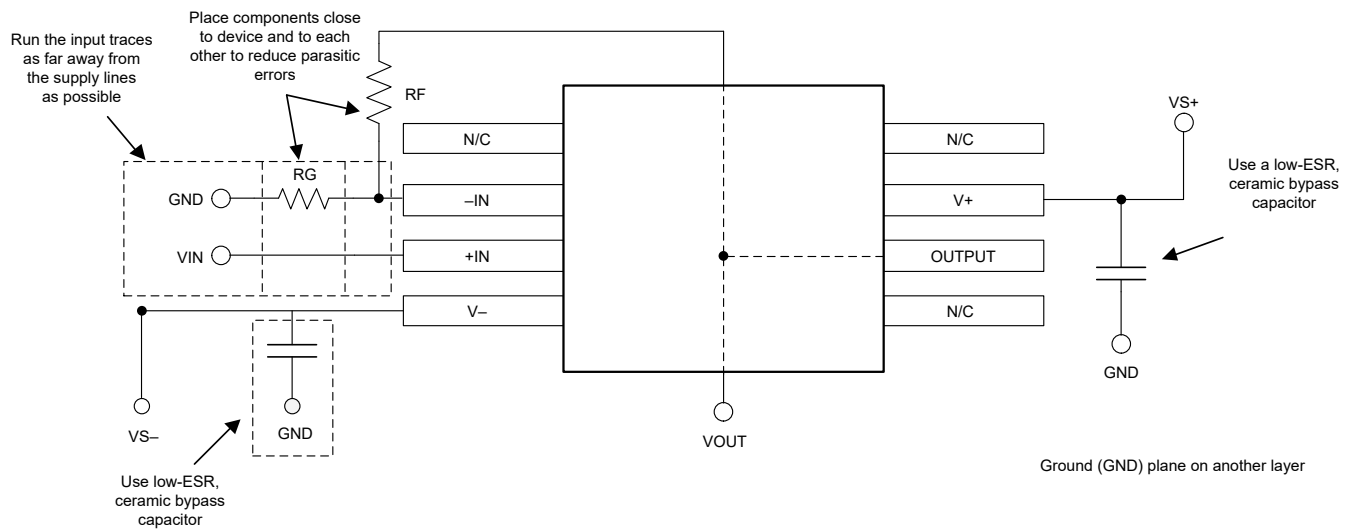 Place components close
to device and to each
other to reduce parasitic
errors
Run the input traces
as far away from
the supply lines
as possible
RF
VS+
N/C
N/C
Use a low-ESR,
ceramic bypass
capacitor
RG
GND
–IN
V+
VIN
+IN
OUTPUT
V–
N/C
GND
VS–
GND
VOUT
Ground (GND) plane on another layer
Use low-ESR,
ceramic bypass
capacitor